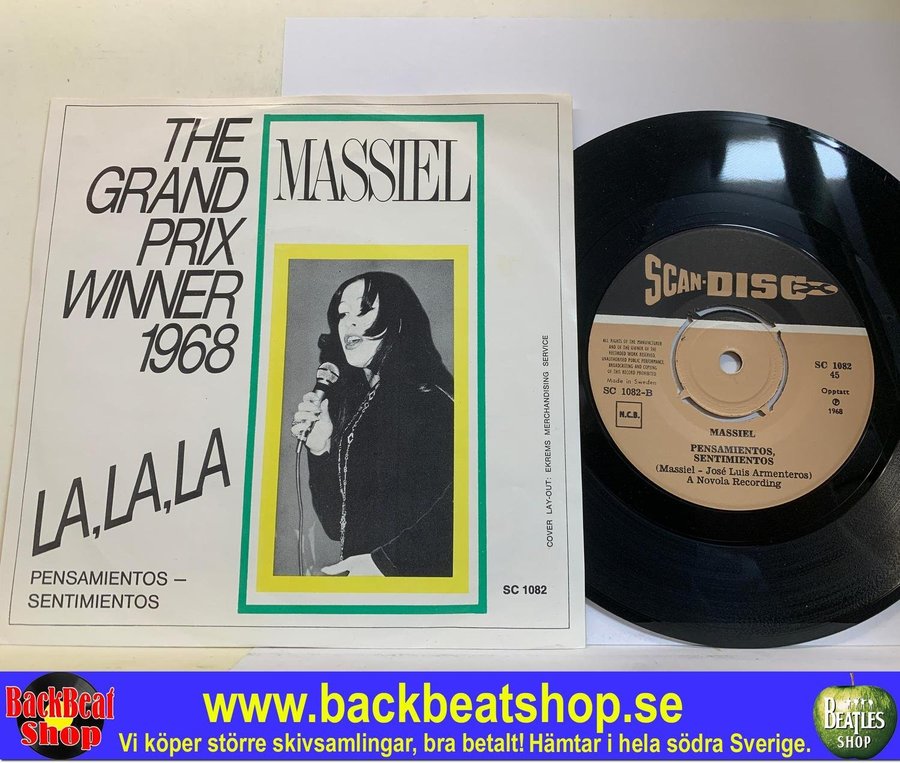 THE
GRAND
PRIX
WINNER
1968
MASSIEL
LA,LA,LA
PENSAMIENTOS —
SENTIMIENTOS
COVER LAY-OUT: EKREMS MERCHANDISING SERVICE
SC 1082
SCAN-DISC
ALL RIGHTS OF THE MANUFACTURER
AND OF THE OWNER OF THE
RECORDED WORK RESERVED.
UNAUTHORISED PUBLIC PERFORMANCE,
BROADCASTING AND COPYING
OF THIS RECORD PROHIBITED
Made in Sweden
SC 1082-B
N.C.B.
SC 1082
45
Opptatt
℗
1968
MASSIEL
PENSAMIENTOS,
SENTIMIENTOS
(Massiel - José Luis Armenteros)
A Novola Recording
BackBeat
Shop
www.backbeatshop.se
Vi köper större skivsamlingar, bra betalt! Hämtar i hela södra Sverige.
BEATLES
SHOP